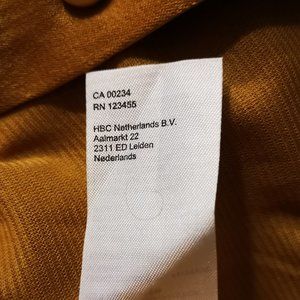 CA 00234
RN 123455
HBC Netherlands B.V.
Aalmarkt 22
2311 ED Leiden
Nederlands